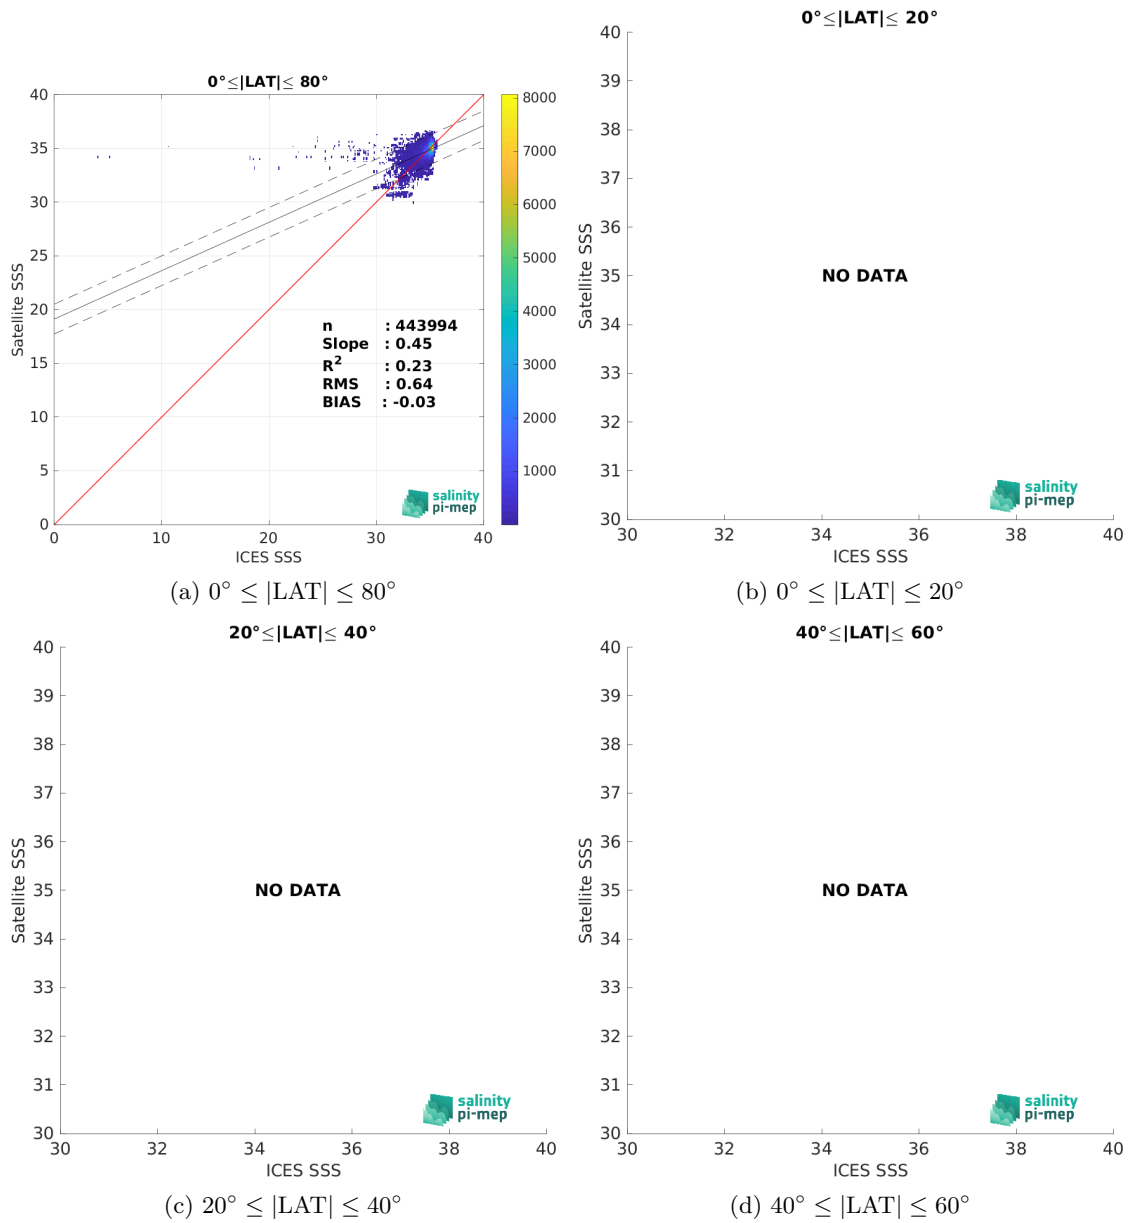 0°≤|LAT|≤ 80°
40
35
30
25
20
15
10
5
0
Satellite SSS
n : 443994
Slope : 0.45
R² : 0.23
RMS : 0.64
BIAS : -0.03
salinity
pi-mep
0 10 20 30 40
ICES SSS
8000
7000
6000
5000
4000
3000
2000
1000
(a) 0° ≤ |LAT| ≤ 80°
0°≤|LAT|≤ 20°
40
39
38
37
36
35
34
33
32
31
30
Satellite SSS
NO DATA
salinity
pi-mep
30 32 34 36 38 40
ICES SSS
(b) 0° ≤ |LAT| ≤ 20°
20°≤|LAT|≤ 40°
40
39
38
37
36
35
34
33
32
31
30
Satellite SSS
NO DATA
salinity
pi-mep
30 32 34 36 38 40
ICES SSS
(c) 20° ≤ |LAT| ≤ 40°
40°≤|LAT|≤ 60°
40
39
38
37
36
35
34
33
32
31
30
Satellite SSS
NO DATA
salinity
pi-mep
30 32 34 36 38 40
ICES SSS
(d) 40° ≤ |LAT| ≤ 60°